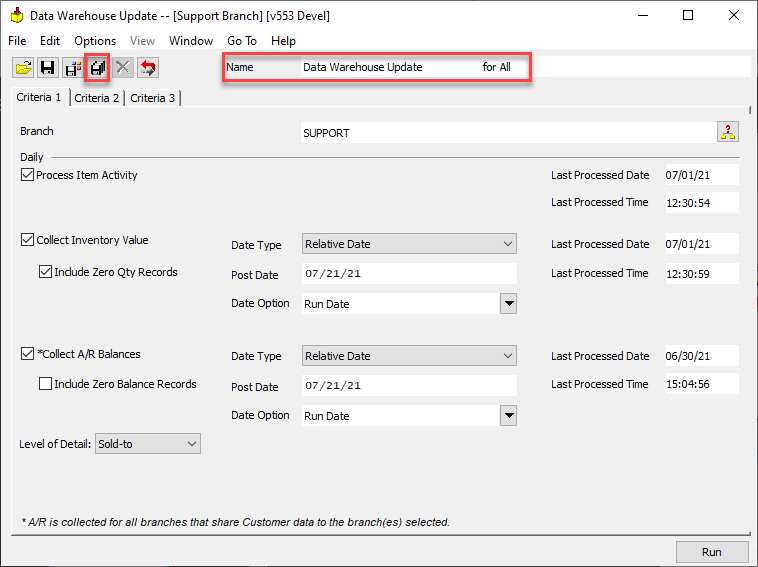 Data Warehouse Update -- [Support Branch] [v553 Devel]
File Edit Options View Window Go To Help
Name Data Warehouse Update for All
Criteria 1 Criteria 2 Criteria 3
Branch SUPPORT
Daily
Process Item Activity Last Processed Date 07/01/21
Last Processed Time 12:30:54
Collect Inventory Value Date Type Relative Date Last Processed Date 07/01/21
Include Zero Qty Records Post Date 07/21/21 Last Processed Time 12:30:59
Date Option Run Date
*Collect A/R Balances Date Type Relative Date Last Processed Date 06/30/21
Include Zero Balance Records Post Date 07/21/21 Last Processed Time 15:04:56
Date Option Run Date
Level of Detail: Sold-to
* A/R is collected for all branches that share Customer data to the branch(es) selected.
Run